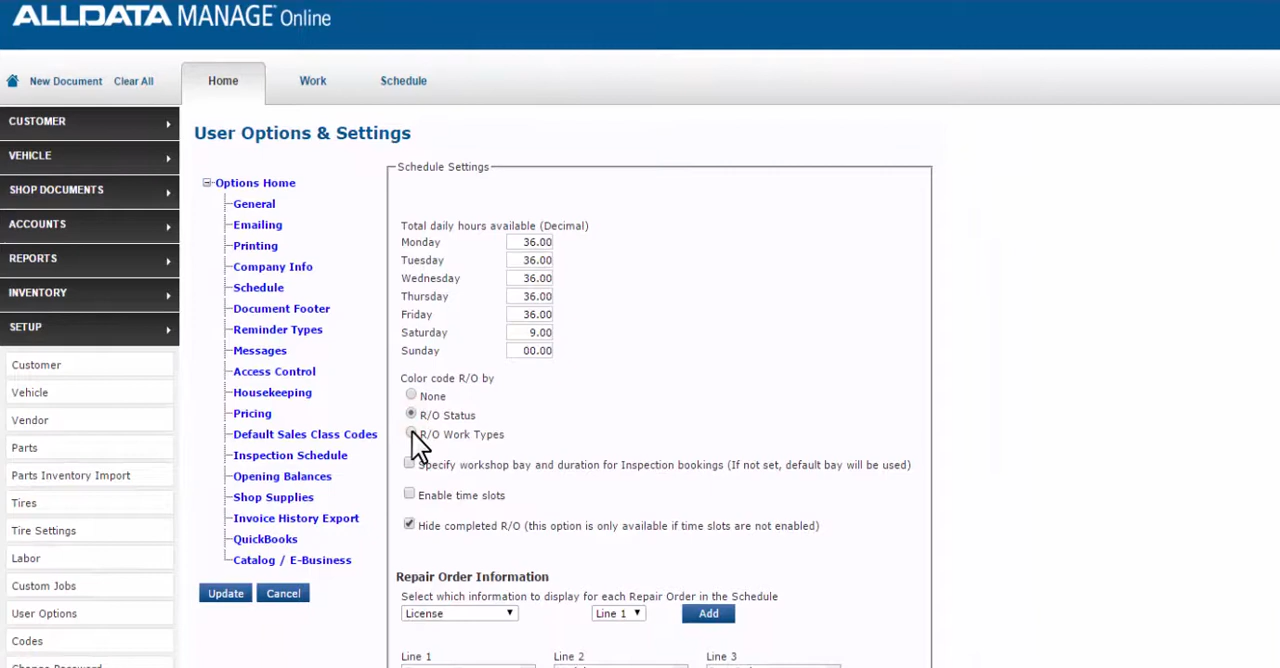 ALLDATA MANAGE Online
New Document Clear All Home Work Schedule
CUSTOMER
VEHICLE
SHOP DOCUMENTS
ACCOUNTS
REPORTS
INVENTORY
SETUP
Customer
Vehicle
Vendor
Parts
Parts Inventory Import
Tires
Tire Settings
Labor
Custom Jobs
User Options
Codes
Change Password
User Options & Settings
Options Home
General
Emailing
Printing
Company Info
Schedule
Document Footer
Reminder Types
Messages
Access Control
Housekeeping
Pricing
Default Sales Class Codes
Inspection Schedule
Opening Balances
Shop Supplies
Invoice History Export
QuickBooks
Catalog / E-Business
Update Cancel
Schedule Settings
Total daily hours available (Decimal)
Monday 36.00
Tuesday 36.00
Wednesday 36.00
Thursday 36.00
Friday 36.00
Saturday 9.00
Sunday 00.00
Color code R/O by
None
R/O Status
R/O Work Types
Specify workshop bay and duration for Inspection bookings (If not set, default bay will be used)
Enable time slots
Hide completed R/O (this option is only available if time slots are not enabled)
Repair Order Information
Select which information to display for each Repair Order in the Schedule
License Line 1 Add
Line 1 Line 2 Line 3